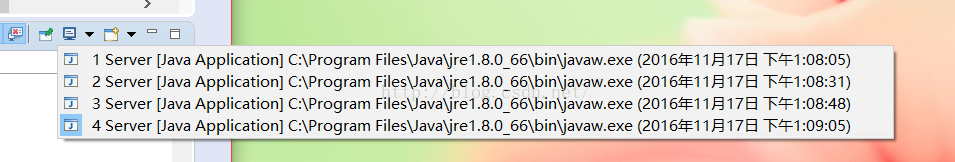 1 Server [Java Application] C:\Program Files\Java\jre1.8.0_66\bin\javaw.exe (2016年11月17日 下午1:08:05)
2 Server [Java Application] C:\Program Files\Java\jre1.8.0_66\bin\javaw.exe (2016年11月17日 下午1:08:31)
3 Server [Java Application] C:\Program Files\Java\jre1.8.0_66\bin\javaw.exe (2016年11月17日 下午1:08:48)
4 Server [Java Application] C:\Program Files\Java\jre1.8.0_66\bin\javaw.exe (2016年11月17日 下午1:09:05)